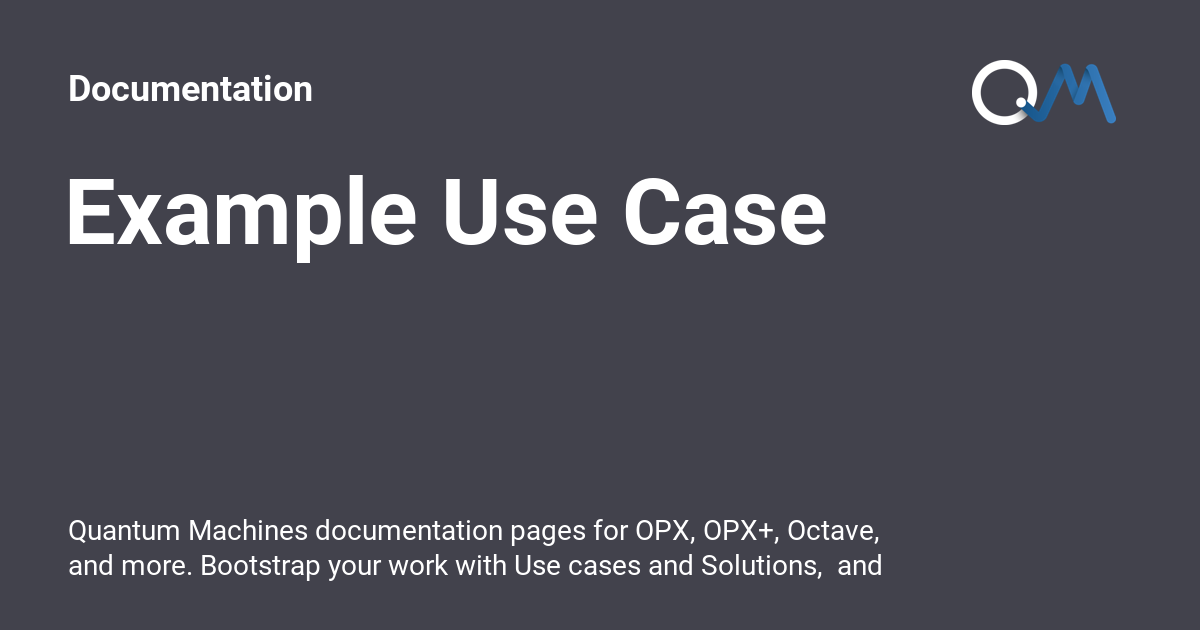 Documentation
QM
Example Use Case
Quantum Machines documentation pages for OPX, OPX+, Octave,
and more. Bootstrap your work with Use cases and Solutions,  and